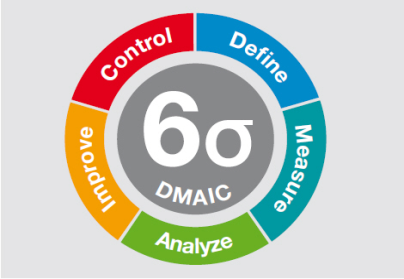 Define
Measure
Analyze
Improve
Control
6σ
DMAIC